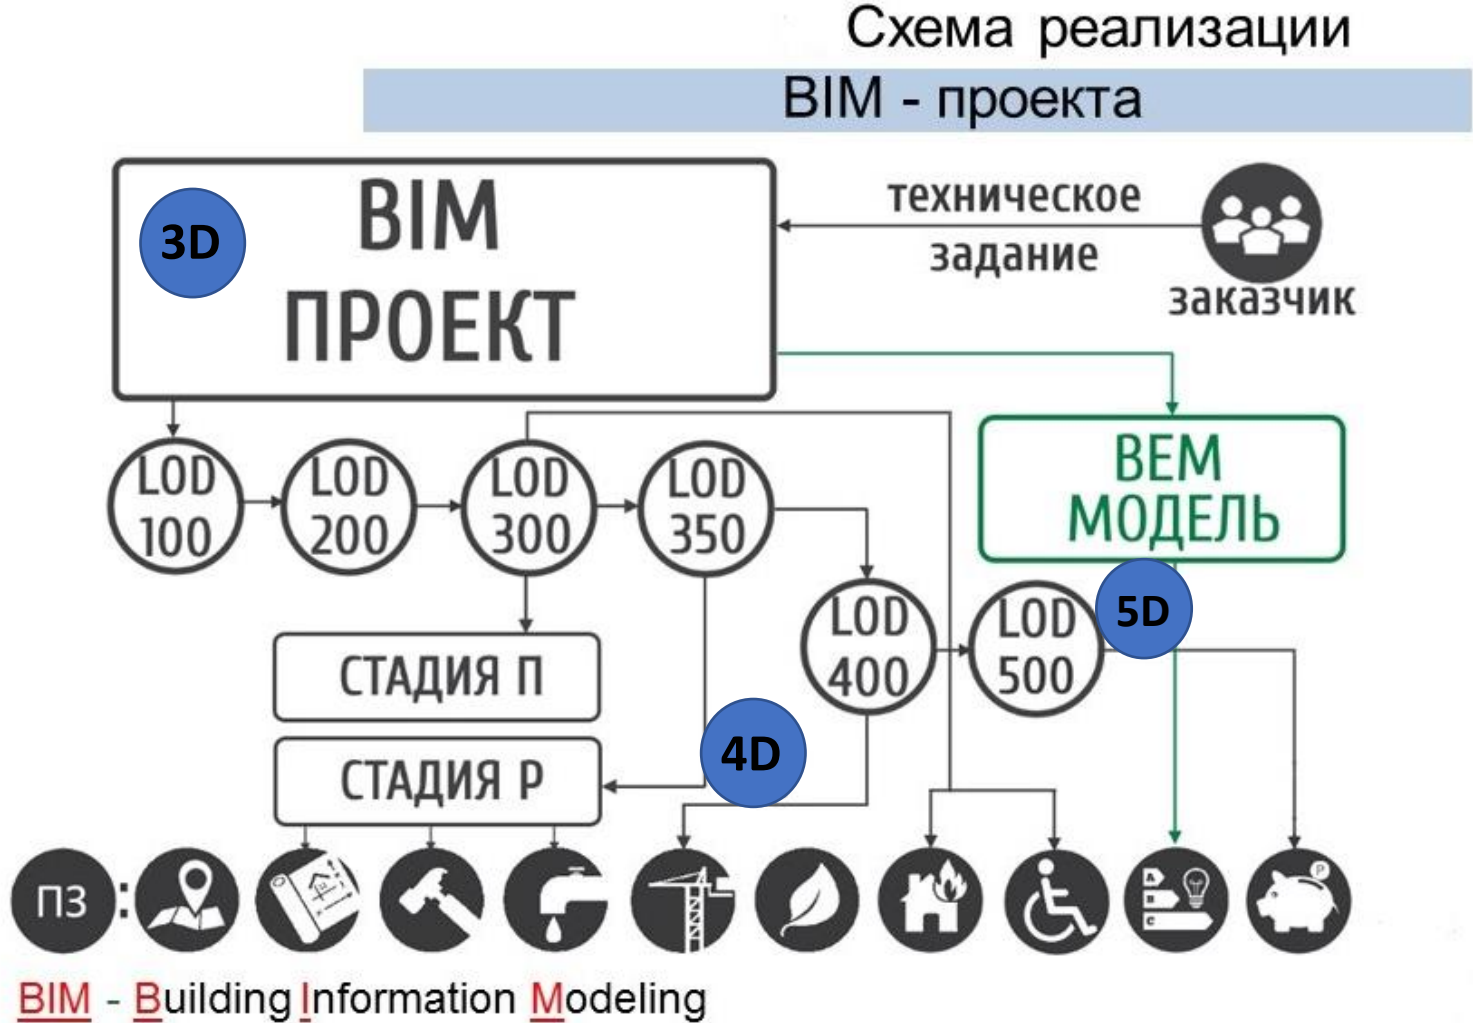 Схема реализации
BIM - проекта
3D
BIM
ПРОЕКТ
техническое
задание
заказчик
LOD
100
LOD
200
LOD
300
LOD
350
BEM
МОДЕЛЬ
LOD
400
LOD
500
5D
СТАДИЯ П
4D
СТАДИЯ Р
ПЗ :
A
B
C
P
BIM - Building Information Modeling